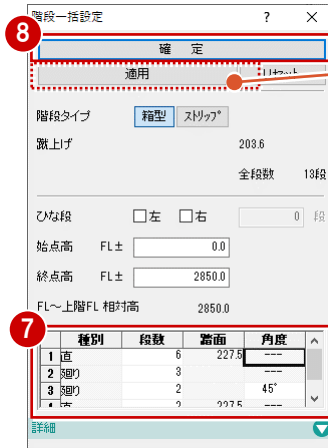 階段一括設定 ? ×
8
確 定
適用 リセット
階段タイプ 箱型 ストリップ
蹴上げ 203.6
全段数 13段
ひな段 左 右 0 段
始点高 FL± 0.0
終点高 FL± 2850.0
FL～上階FL 相対高 2850.0
7
種別 段数 踏面 角度
1 直 6 227.5 ---
2 廻り 3 ---
3 廻り 2 45°
4 直 2 227.5 ---
詳細